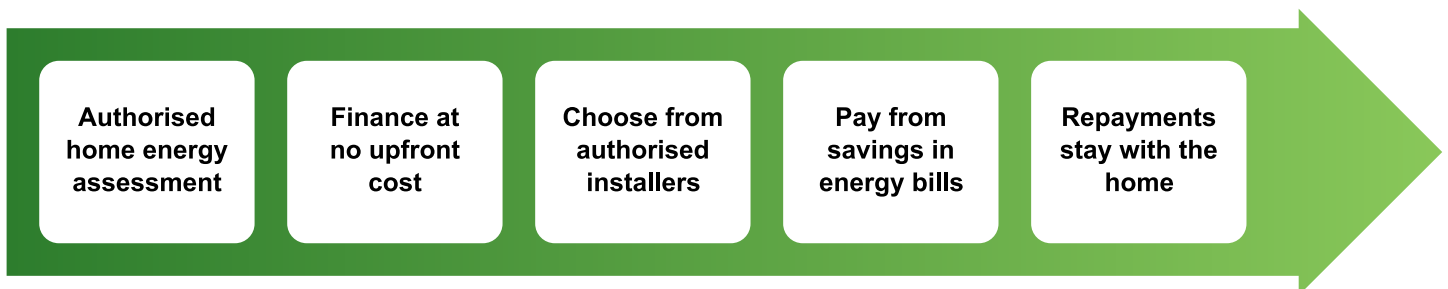 Authorised
home energy
assessment
Finance at
no upfront
cost
Choose from
authorised
installers
Pay from
savings in
energy bills
Repayments
stay with the
home